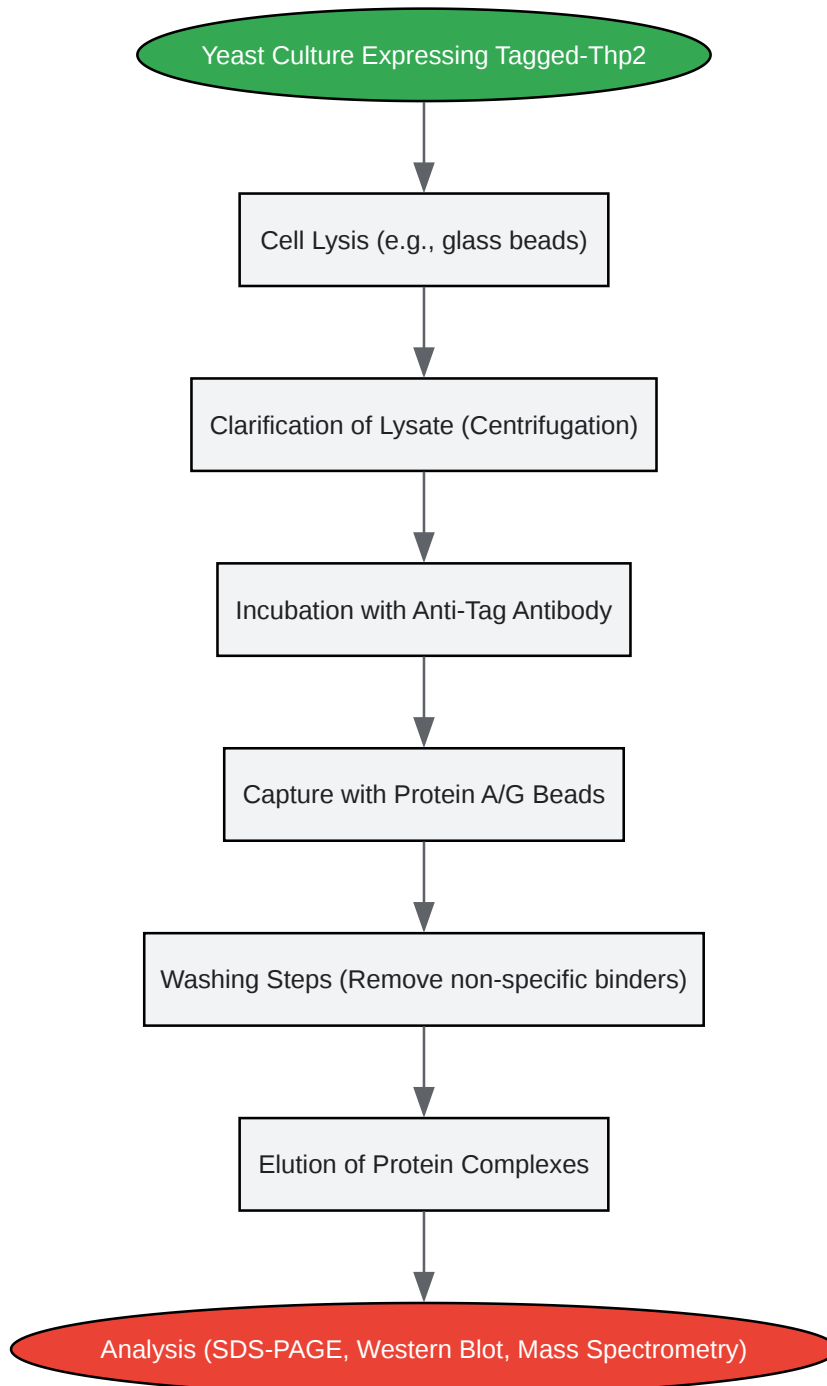 Yeast Culture Expressing Tagged-Thp2
Cell Lysis (e.g., glass beads)
Clarification of Lysate (Centrifugation)
Incubation with Anti-Tag Antibody
Capture with Protein A/G Beads
Washing Steps (Remove non-specific binders)
Elution of Protein Complexes
Analysis (SDS-PAGE, Western Blot, Mass Spectrometry)